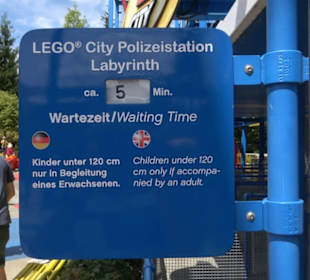 LEGO® City Polizeistation
Labyrinth
ca. 5 Min.
Wartezeit/Waiting Time
Kinder unter 120 cm
nur in Begleitung
eines Erwachsenen.
Children under 120
cm only if accompa-
nied by an adult.